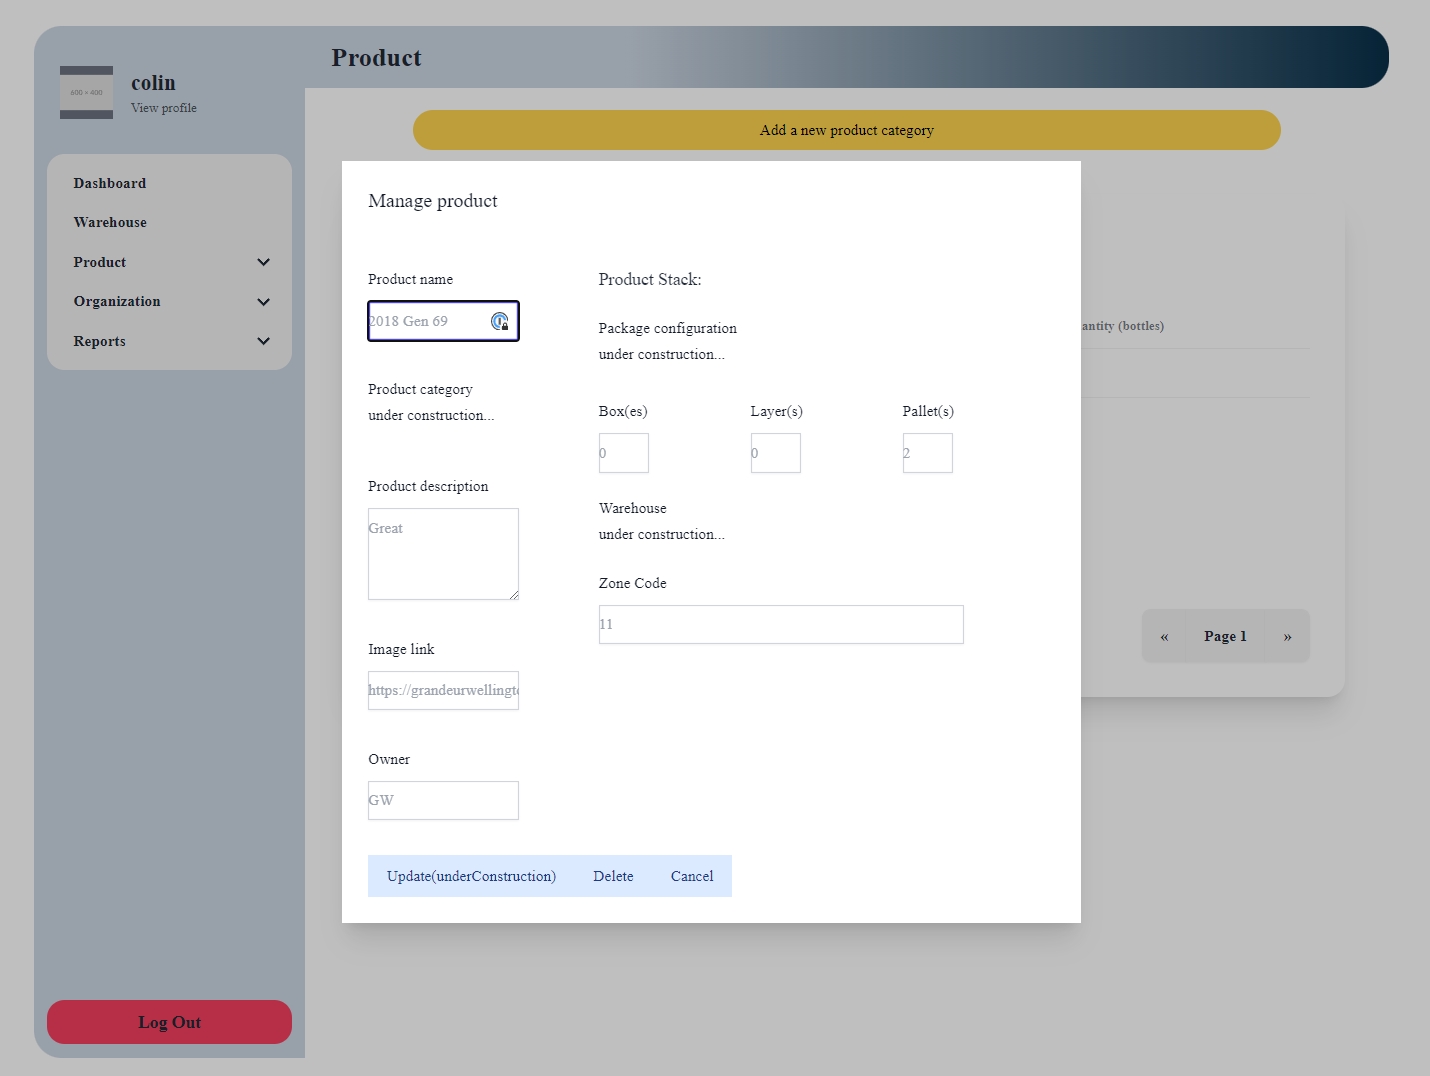 Product
600 × 400
colin
View profile
Dashboard
Warehouse
Product
Organization
Reports
Log Out
Add a new product category
Manage product
Product name
2018 Gen 69
Product category
under construction...
Product description
Great
Image link
https://grandeurwellingt
Owner
GW
Product Stack:
Package configuration
under construction...
Box(es) Layer(s) Pallet(s)
0 0 2
Warehouse
under construction...
Zone Code
11
Update(underConstruction) Delete Cancel
antity (bottles)
« Page 1 »